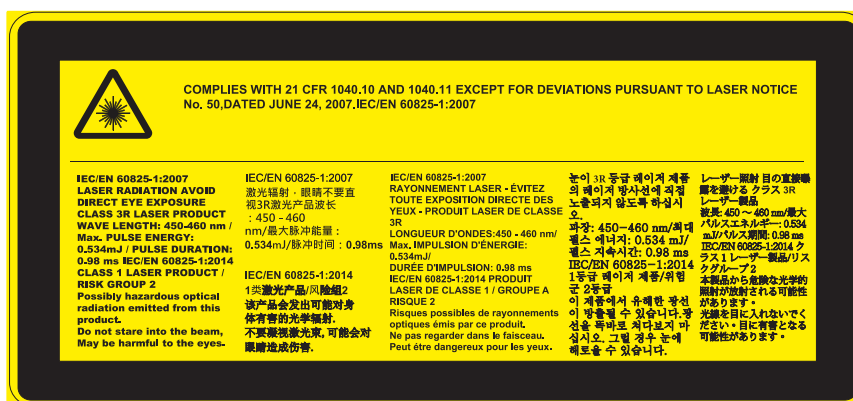 COMPLIES WITH 21 CFR 1040.10 AND 1040.11 EXCEPT FOR DEVIATIONS PURSUANT TO LASER NOTICE
No. 50,DATED JUNE 24, 2007.IEC/EN 60825-1:2007
IEC/EN 60825-1:2007
LASER RADIATION AVOID
DIRECT EYE EXPOSURE
CLASS 3R LASER PRODUCT
WAVE LENGTH: 450-460 nm /
Max. PULSE ENERGY:
0.534mJ / PULSE DURATION:
0.98 ms IEC/EN 60825-1:2014
CLASS 1 LASER PRODUCT /
RISK GROUP 2
Possibly hazardous optical
radiation emitted from this
product.
Do not stare into the beam,
May be harmful to the eyes-
IEC/EN 60825-1:2007
激光辐射，眼睛不要直
视3R激光产品波长
: 450 - 460
nm/最大脉冲能量：
0.534mJ/脉冲时间：0.98ms
IEC/EN 60825-1:2014
1类激光产品/风险组2
该产品会发出可能对身
体有害的光学辐射.
不要凝视激光束, 可能会对
眼睛造成伤害.
IEC/EN 60825-1:2007
RAYONNEMENT LASER - ÉVITEZ
TOUTE EXPOSITION DIRECTE DES
YEUX - PRODUIT LASER DE CLASSE
3R
LONGUEUR D'ONDES:450 - 460 nm/
Max. IMPULSION D'ÉNERGIE:
0.534mJ/
DURÉE D'IMPULSION: 0.98 ms
IEC/EN 60825-1:2014 PRODUIT
LASER DE CLASSE 1 / GROUPE A
RISQUE 2
Risques possibles de rayonnements
optiques émis par ce produit.
Ne pas regarder dans le faisceau.
Peut étre dangereux pour les yeux.
눈이 3R 등급 레이저 제품
의 레이저 방사선에 직접
노출되지 않도록 하십시
오.
파장: 450-460 nm/최대
펄스 에너지: 0.534 mJ/
펄스 지속시간: 0.98 ms
IEC/EN 60825-1:2014
1등급 레이저 제품/위험
군 2등급
이 제품에서 유해한 광선
이 방출될 수 있습니다.광
선을 똑바로 쳐다보지 마
십시오. 그럴 경우 눈에
해로울 수 있습니다.
レーザー照射 目の直接曝
露を避ける クラス 3R
レーザー製品
波長: 450 ～ 460 nm/最大
パルスエネルギー: 0.534
mJ/パルス期間: 0.98 ms
IEC/EN 60825-1:2014 ク
ラス 1 レーザー製品/リス
クグループ 2
本製品から危険な光学的
照射が放射される可能性
があります。
光線を目に入れないでく
ださい。目に有害となる
可能性があります。